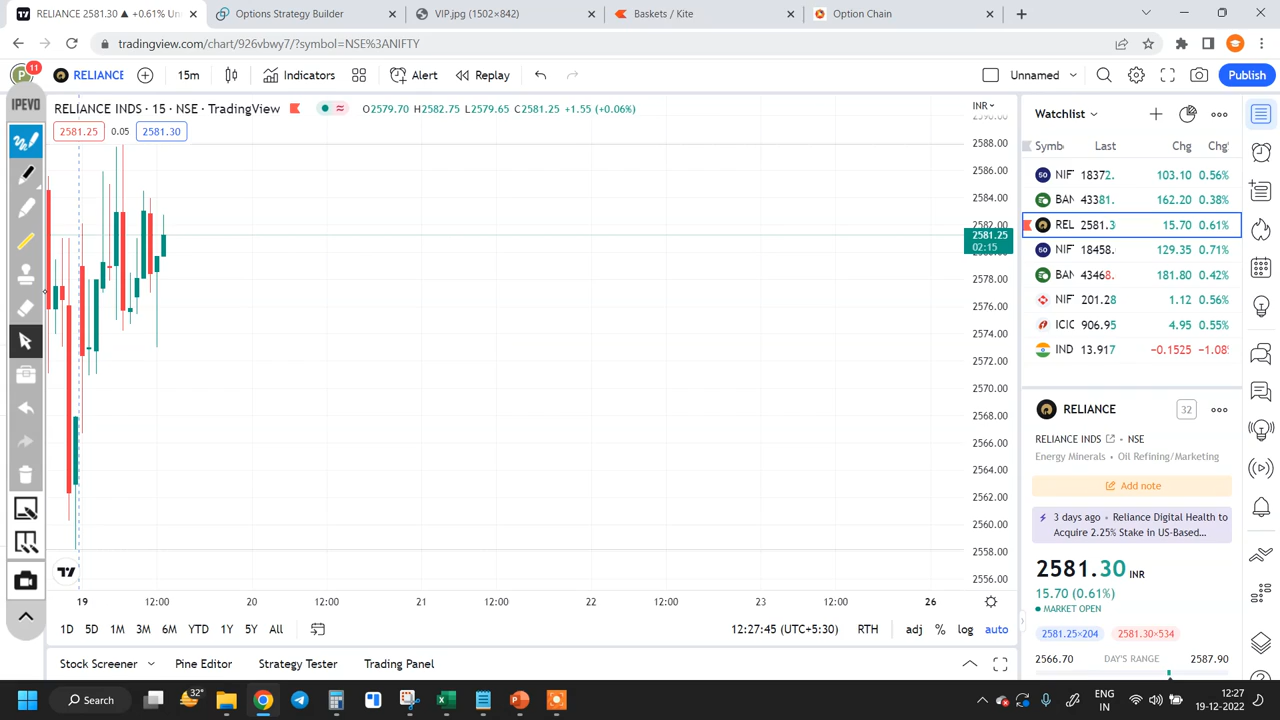 RELIANCE 2581.30 ▲ +0.61% Un
Options Strategy Builder
VIP.jpg (1502×842)
Baskets / Kite
Option Chain
tradingview.com/chart/926vbwy7/?symbol=NSE%3ANIFTY
P
11
RELIANCE
15m
Indicators
Alert
Replay
Unnamed
Publish
IPEVO
RELIANCE INDS · 15 · NSE · TradingView
O2579.70 H2582.75 L2579.65 C2581.25 +1.55 (+0.06%)
2581.25
0.05
2581.30
INR
2590.00
2588.00
2586.00
2584.00
2582.00
2581.25
02:15
2580.00
2578.00
2576.00
2574.00
2572.00
2570.00
2568.00
2566.00
2564.00
2562.00
2560.00
2558.00
2556.00
19 12:00 20 12:00 21 12:00 22 12:00 23 12:00 26
1D 5D 1M 3M 6M YTD 1Y 5Y All
12:27:45 (UTC+5:30) RTH adj % log auto
Stock Screener
Pine Editor
Strategy Tester
Trading Panel
Watchlist
Symb Last Chg Chg
50 NIF 18372. 103.10 0.56%
BAN 43381. 162.20 0.38%
REL 2581.3 15.70 0.61%
50 NIF 18458. 129.35 0.71%
BAN 43468. 181.80 0.42%
NIF 201.28 1.12 0.56%
ICIC 906.95 4.95 0.55%
IND 13.917 −0.1525 −1.08
RELIANCE
32
RELIANCE INDS · NSE
Energy Minerals • Oil Refining/Marketing
Add note
3 days ago • Reliance Digital Health to
Acquire 2.25% Stake in US-Based...
2581.30 INR
15.70 (0.61%)
MARKET OPEN
2581.25×204
2581.30×534
2566.70 DAY'S RANGE 2587.90
Search
32°
ENG
IN
12:27
19-12-2022